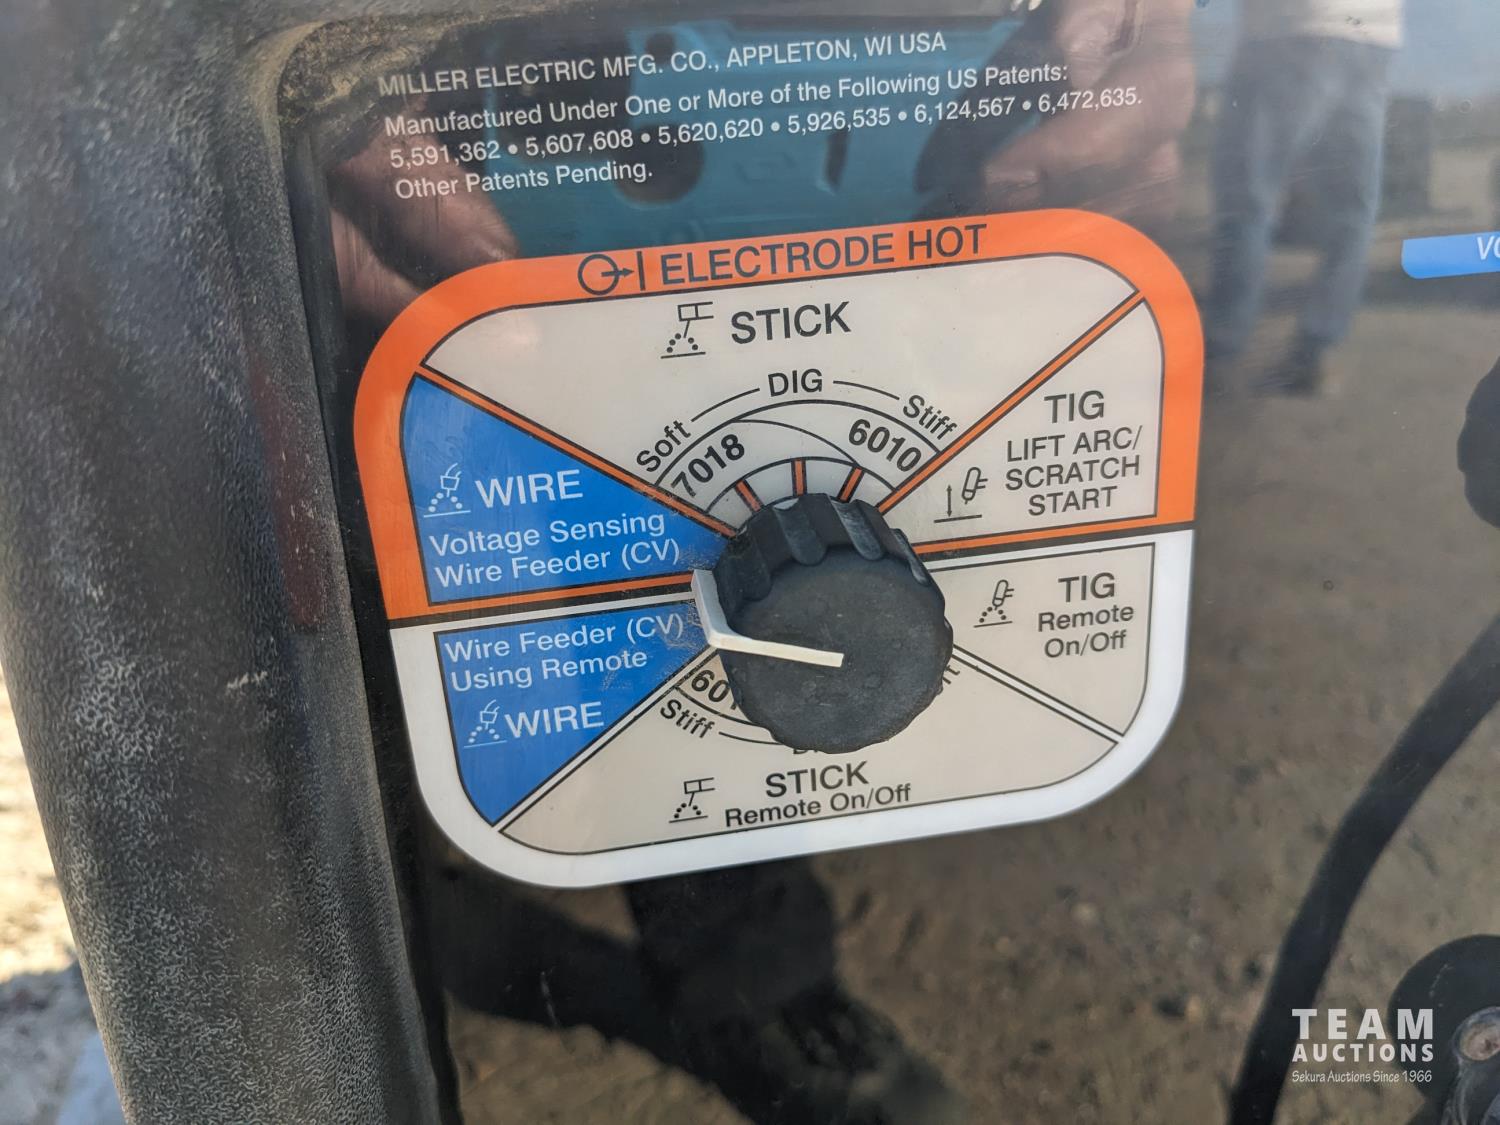 MILLER ELECTRIC MFG. CO., APPLETON, WI USA
Manufactured Under One or More of the Following US Patents:
5,591,362 • 5,607,608 • 5,620,620 • 5,926,535 • 6,124,567 • 6,472,635.
Other Patents Pending.
ELECTRODE HOT
STICK
DIG
Soft
Stiff
7018
6010
TIG
LIFT ARC/
SCRATCH
START
WIRE
Voltage Sensing
Wire Feeder (CV)
Wire Feeder (CV)
Using Remote
WIRE
TIG
Remote
On/Off
Stiff
STICK
Remote On/Off
TEAM
AUCTIONS
Sekura Auctions Since 1966